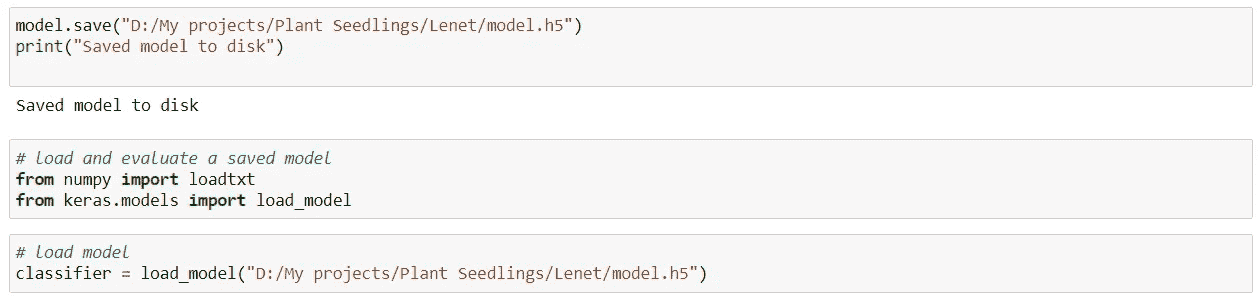 model.save("D:/My projects/Plant Seedlings/Lenet/model.h5")
print("Saved model to disk")
Saved model to disk
# load and evaluate a saved model
from numpy import loadtxt
from keras.models import load_model
# load model
classifier = load_model("D:/My projects/Plant Seedlings/Lenet/model.h5")